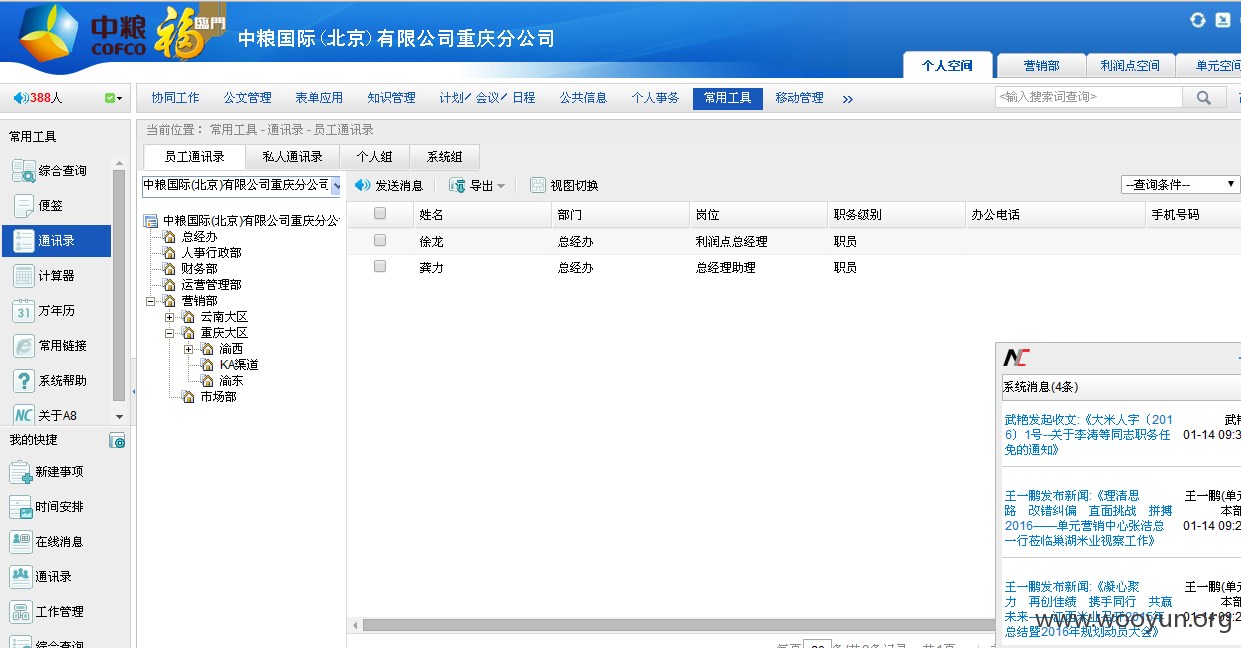 中粮
COFCO
福
臨門
中粮国际(北京)有限公司重庆分公司
个人空间
营销部
利润点空间
单元空间
388人
协同工作
公文管理
表单应用
知识管理
计划/会议/日程
公共信息
个人事务
常用工具
移动管理
»
<输入搜索词查询>
常用工具
综合查询
便签
通讯录
计算器
万年历
常用链接
系统帮助
关于A8
我的快捷
新建事项
时间安排
在线消息
通讯录
工作管理
综合查询
当前位置： 常用工具 - 通讯录 - 员工通讯录
员工通讯录
私人通讯录
个人组
系统组
中粮国际(北京)有限公司重庆分公司
发送消息
导出
视图切换
--查询条件--
中粮国际(北京)有限公司重庆分公
总经办
人事行政部
财务部
运营管理部
营销部
云南大区
重庆大区
渝西
KA渠道
渝东
市场部
姓名 部门 岗位 职务级别 办公电话 手机号码
徐龙 总经办 利润点总经理 职员
龚力 总经办 总经理助理 职员
NC
系统消息(4条)
武艳发起收文:《大米人字〔201
6〕1号--关于李涛等同志职务任
免的通知》
武艳
01-14 09:3
王一鹏发布新闻:《理清思
路 改错纠偏 直面挑战 拼搏
2016——单元营销中心张洁总
一行莅临巢湖米业视察工作》
王一鹏(单元
本部
01-14 09:2
王一鹏发布新闻:《凝心聚
力 再创佳绩 携手同行 共赢
未来——江西米业召开2015年
总结暨2016年规划动员大会》
王一鹏(单元
本部
01-14 09:2
www.wooyun.org